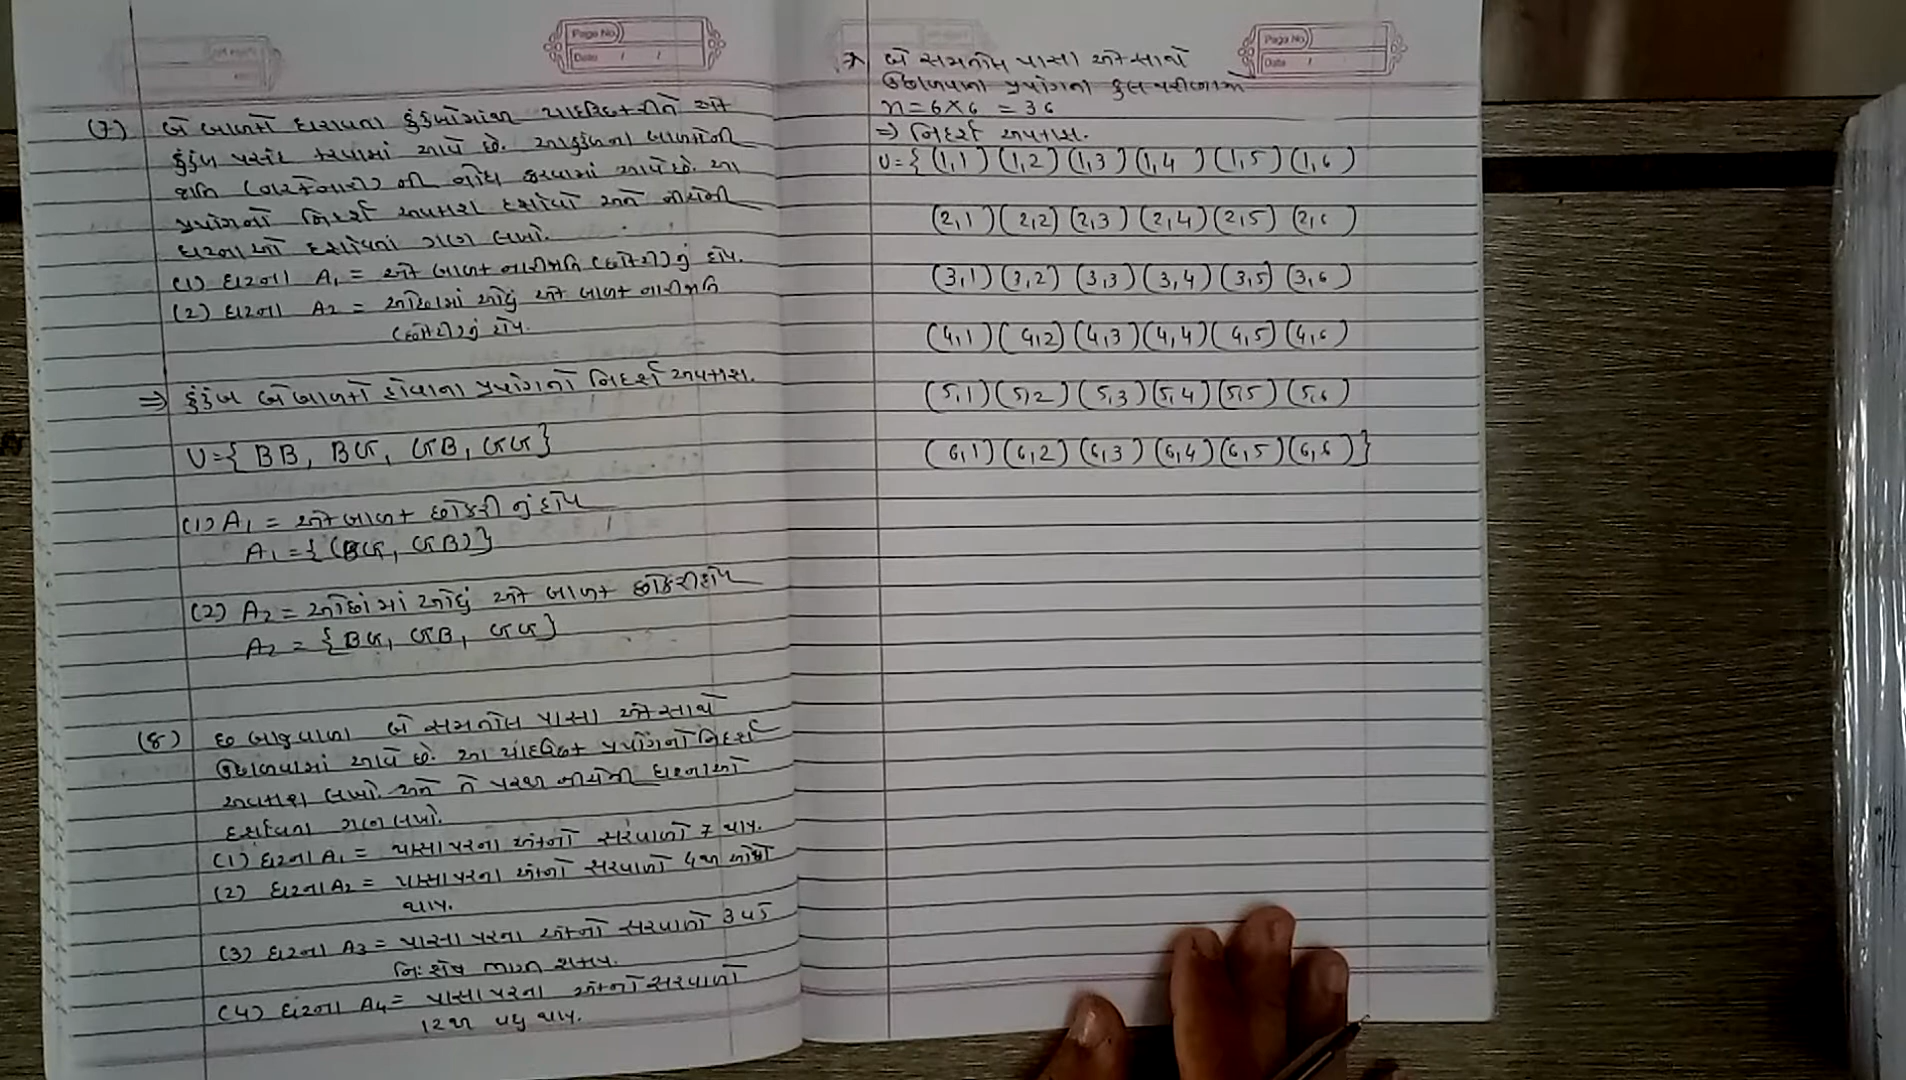 Page No.
Date / /
(7) બે બાળકો ધરાવતા કુંટુંબોમાંથી યાદચ્છિક રીતે એક
કુંટુંબ પસંદ કરવામાં આવે છે. આ કુંટુંબના બાળકોની
જાતિ (નર કે નારી) ની નોંધ કરવામાં આવે છે. આ
પ્રયોગનો નિદર્શ અવકાશ દર્શાવો અને નીચેની
ઘટનાઓ દર્શાવતાં ગણ લખો.
(1) ઘટના A₁ = એક બાળક નારીજાતિ (છોકરી) નું હોય.
(2) ઘટના A2 = ઓછામાં ઓછું એક બાળક નારીજાતિ
(છોકરી) નું હોય.
⇒ કુંટુંબ બે બાળકો હોવાના પ્રયોગનો નિદર્શ અવકાશ.
U={ BB, BG, GB, GG}
(1) A₁ = એક બાળક છોકરી નું હોય
A₁={(BG, GB)}
(2) A₂ = ઓછાંમાં ઓછું એક બાળક છોકરી હોય
A₂ = {BG, GB, GG}
(8) છ બાજુવાળા બે સમતોલ પાસા એક સાથે
ઉછાળવામાં આવે છે. આ યાદચ્છિક પ્રયોગનો નિદર્શ
અવકાશ લખો. અને તે પરથી નીચેની ઘટનાઓ
દર્શાવતા ગણ લખો.
(1) ઘટના A₁ = પાસા પરના અંકનો સરવાળો 7 થાય.
(2) ઘટના A2 = પાસા પરના અંકનો સરવાળો 4થી ઓછો
થાય.
(3) ઘટના A3 = પાસા પરના અંકનો સરવાળો 3 વડે
નિઃશેષ ભાગી શકાય.
(4) ઘટના A4 = પાસા પરના અંકનો સરવાળો
12થી વધુ થાય.
Page No.
Date /
બે સમતોલ પાસા એક સાથે
ઉછાળવાના પ્રયોગના કુલ પરીણામ
n = 6 × 6 = 36
⇒ નિદર્શ અવકાશ.
U = { (1,1) (1,2) (1,3) (1,4) (1,5) (1,6)
(2,1) (2,2) (2,3) (2,4) (2,5) (2,6)
(3,1) (3,2) (3,3) (3,4) (3,5) (3,6)
(4,1) (4,2) (4,3) (4,4) (4,5) (4,6)
(5,1) (5,2) (5,3) (5,4) (5,5) (5,6)
(6,1) (6,2) (6,3) (6,4) (6,5) (6,6) }